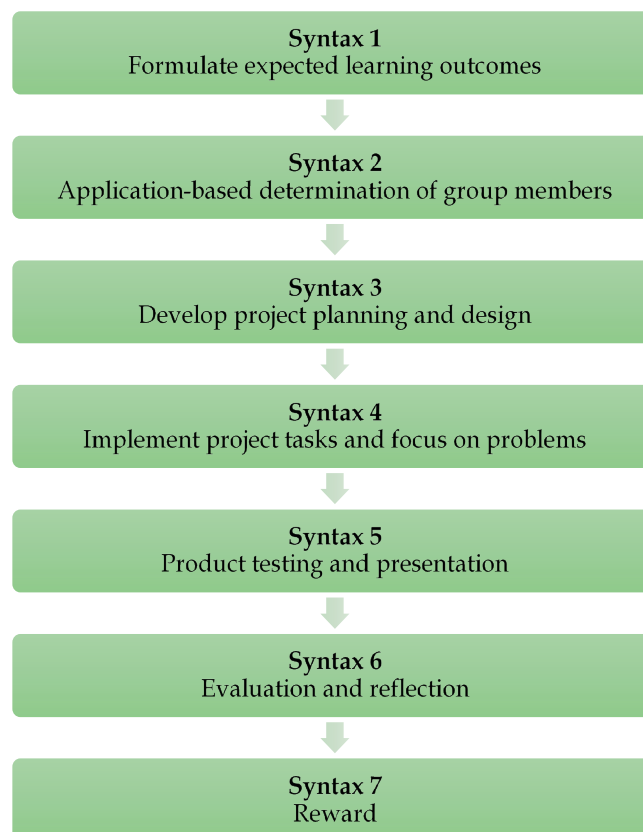 Syntax 1
Formulate expected learning outcomes
Syntax 2
Application-based determination of group members
Syntax 3
Develop project planning and design
Syntax 4
Implement project tasks and focus on problems
Syntax 5
Product testing and presentation
Syntax 6
Evaluation and reflection
Syntax 7
Reward